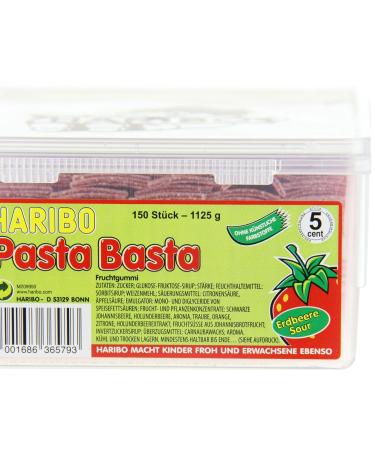 150 Stück – 1125 g
HARIBO
Pasta Basta
OHNE KÜNSTLICHE
FARBSTOFFE
5
cent
Fruchtgummi
ZUTATEN: ZUCKER; GLUKOSE-FRUKTOSE-SIRUP; STÄRKE; FEUCHTHALTEMITTEL:
SORBITSIRUP; WEIZENMEHL; SÄUERUNGSMITTEL: CITRONENSÄURE,
ÄPFELSÄURE; EMULGATOR: MONO- UND DIGLYCERIDE VON
SPEISEFETTSÄUREN; FRUCHT- UND PFLANZENKONZENTRATE: SCHWARZE
JOHANNISBEERE, HOLUNDERBEERE, ARONIA, TRAUBE, ORANGE,
ZITRONE, HOLUNDERBEEREXTRAKT, FRUCHTSÜSSE AUS JOHANNISBROTFRUCHT,
INVERTZUCKERSIRUP; ÜBERZUGSMITTEL: CARNAUBAWACHS, AROMA.
KÜHL UND TROCKEN LAGERN. MINDESTENS HALTBAR BIS ENDE... (SIEHE AUFDRUCK).
HARIBO - D 53129 BONN
001686 365793
Erdbeere
Sour
HARIBO MACHT KINDER FROH UND ERWACHSENE EBENSO